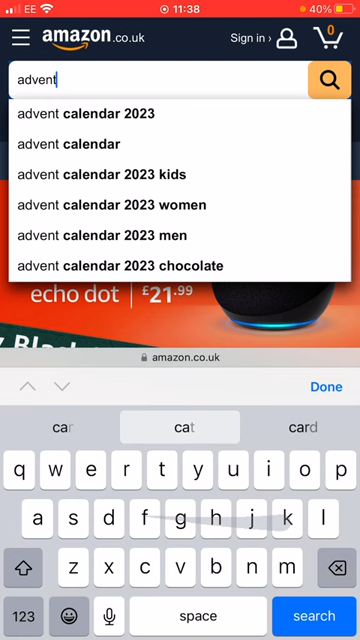 EE 11:38 40%
amazon.co.uk Sign in › 0
advent
advent calendar 2023
advent calendar
advent calendar 2023 kids
advent calendar 2023 women
advent calendar 2023 men
advent calendar 2023 chocolate
echo dot £21.99
amazon.co.uk
Done
car cat card
q w e r t y u i o p
a s d f g h j k l
z x c v b n m
123 space search